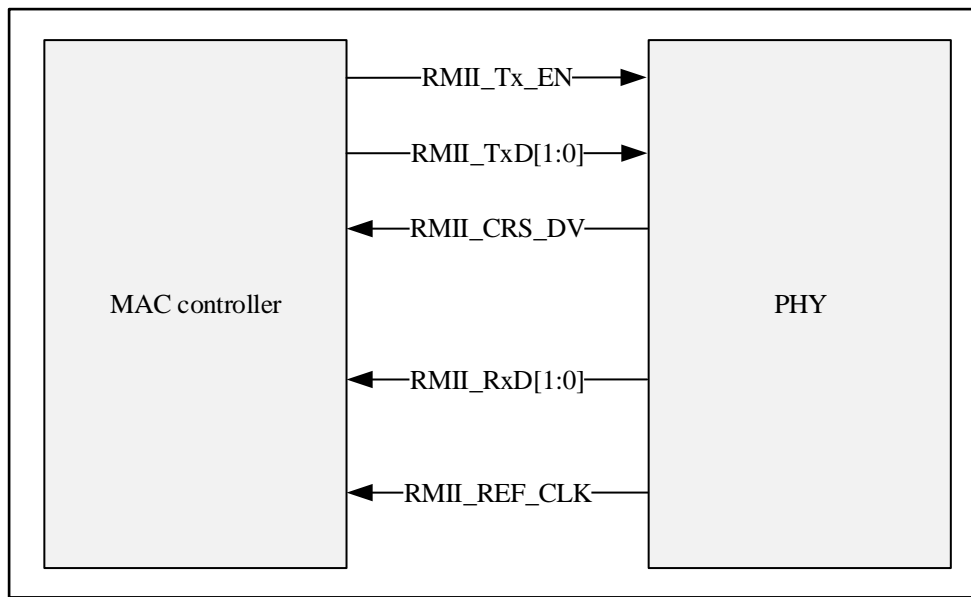 RMII_Tx_EN
RMII_TxD[1:0]
RMII_CRS_DV
MAC controller
PHY
RMII_RxD[1:0]
RMII_REF_CLK